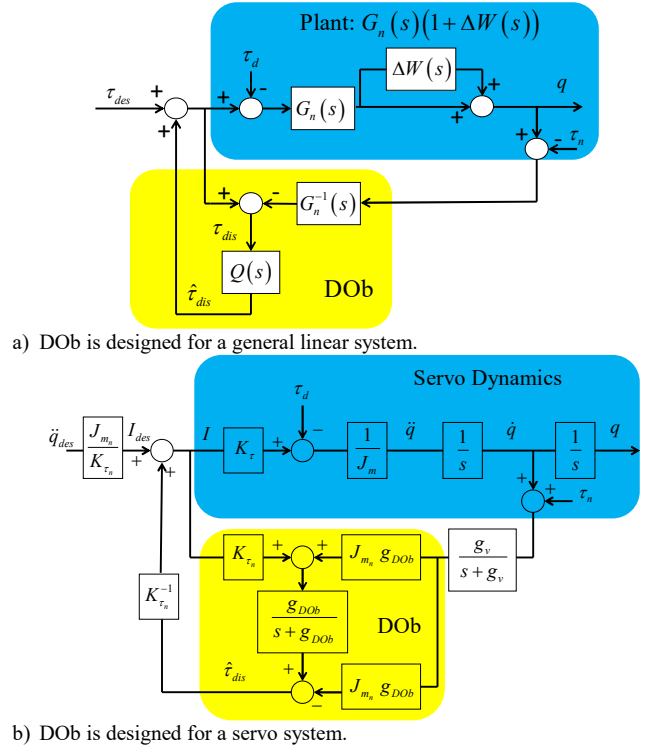 Plant: G_n(s)(1 + ΔW(s))
τ_d
ΔW(s)
q
τ_des
+
+
+
-
G_n(s)
+
+
+
-
τ_n
+
-
G_n^{-1}(s)
τ_dis
Q(s)
DOb
τ̂_dis
a) DOb is designed for a general linear system.
Servo Dynamics
τ_d
q̈_des
J_{m_n}
K_{τ_n}
I_des
+
+
I
K_τ
+
−
1
J_m
q̈
1
s
q̇
1
s
q
+
+
τ_n
K_{τ_n}
+
+
J_{m_n} g_DOb
g_v
s + g_v
K_{τ_n}^{-1}
g_DOb
s + g_DOb
DOb
τ̂_dis
+
−
J_{m_n} g_DOb
b) DOb is designed for a servo system.